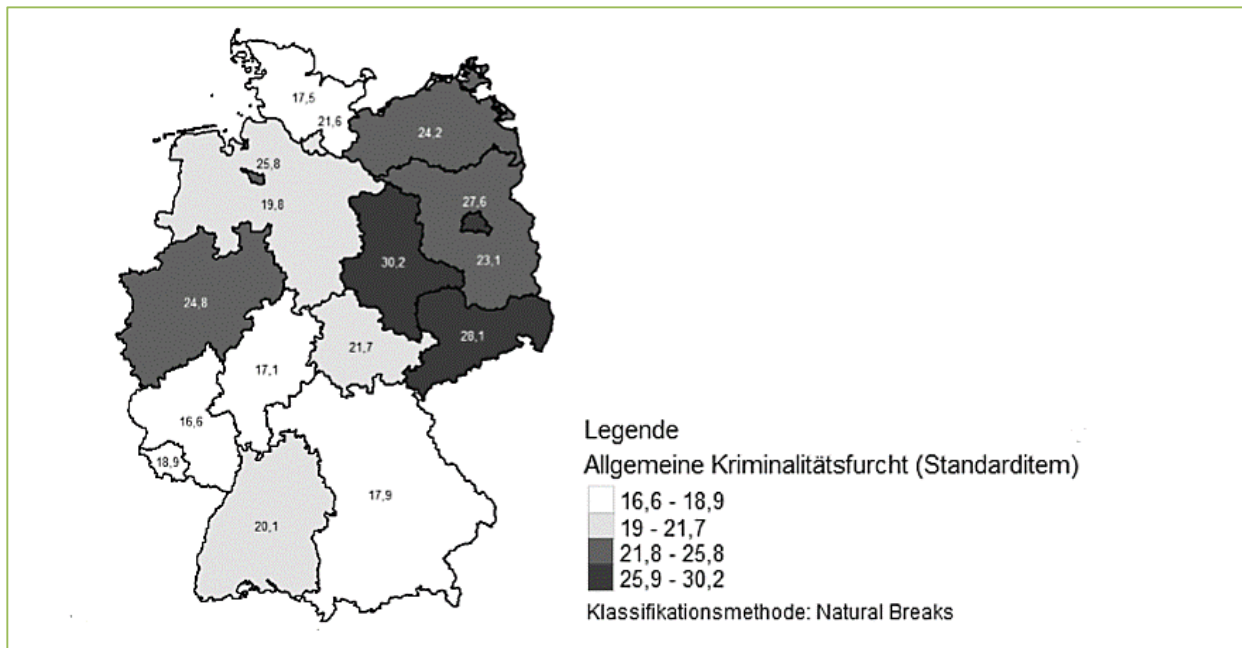 17,5
21,6
24,2
25,8
27,6
19,8
30,2
23,1
24,8
28,1
21,7
17,1
16,6
18,9
17,9
20,1
Legende
Allgemeine Kriminalitätsfurcht (Standarditem)
16,6 - 18,9
19 - 21,7
21,8 - 25,8
25,9 - 30,2
Klassifikationsmethode: Natural Breaks